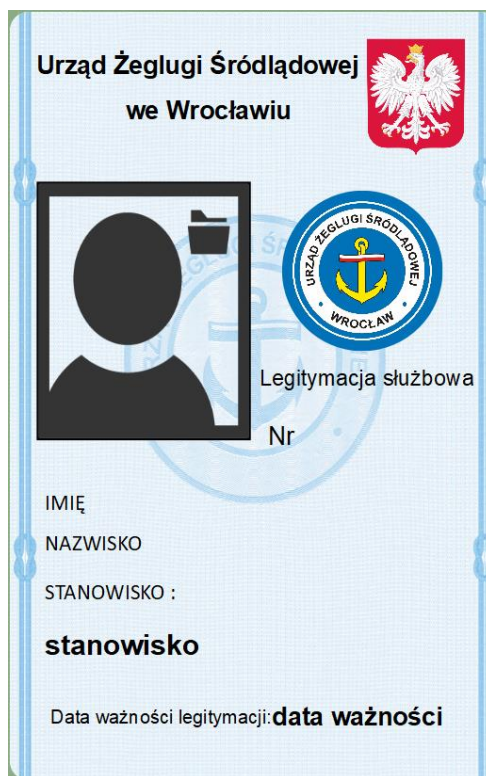 Urząd Żeglugi Śródlądowej
we Wrocławiu
URZĄD ŻEGLUGI ŚRÓDLĄDOWEJ
• WROCŁAW •
Legitymacja służbowa
Nr
IMIĘ
NAZWISKO
STANOWISKO :
stanowisko
Data ważności legitymacji:data ważności